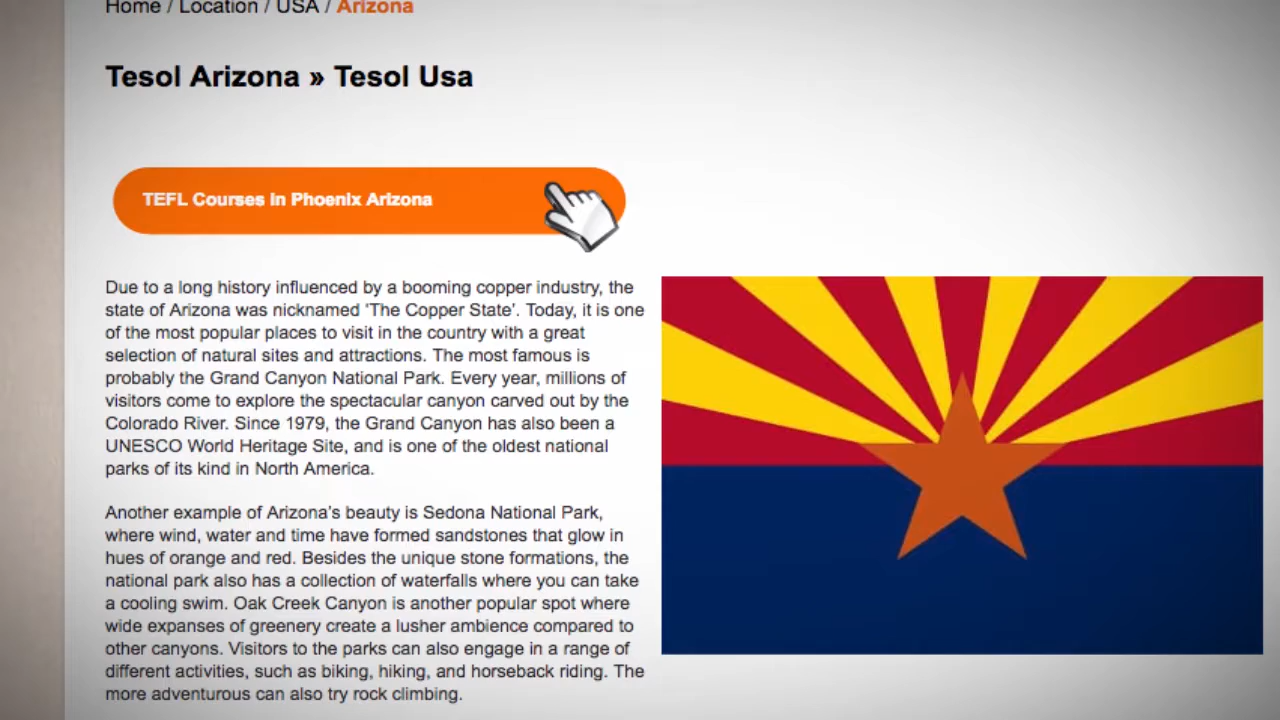 Home / Location / USA / Arizona
Tesol Arizona » Tesol Usa
TEFL Courses In Phoenix Arizona
Due to a long history influenced by a booming copper industry, the
state of Arizona was nicknamed 'The Copper State'. Today, it is one
of the most popular places to visit in the country with a great
selection of natural sites and attractions. The most famous is
probably the Grand Canyon National Park. Every year, millions of
visitors come to explore the spectacular canyon carved out by the
Colorado River. Since 1979, the Grand Canyon has also been a
UNESCO World Heritage Site, and is one of the oldest national
parks of its kind in North America.
Another example of Arizona's beauty is Sedona National Park,
where wind, water and time have formed sandstones that glow in
hues of orange and red. Besides the unique stone formations, the
national park also has a collection of waterfalls where you can take
a cooling swim. Oak Creek Canyon is another popular spot where
wide expanses of greenery create a lusher ambience compared to
other canyons. Visitors to the parks can also engage in a range of
different activities, such as biking, hiking, and horseback riding. The
more adventurous can also try rock climbing.